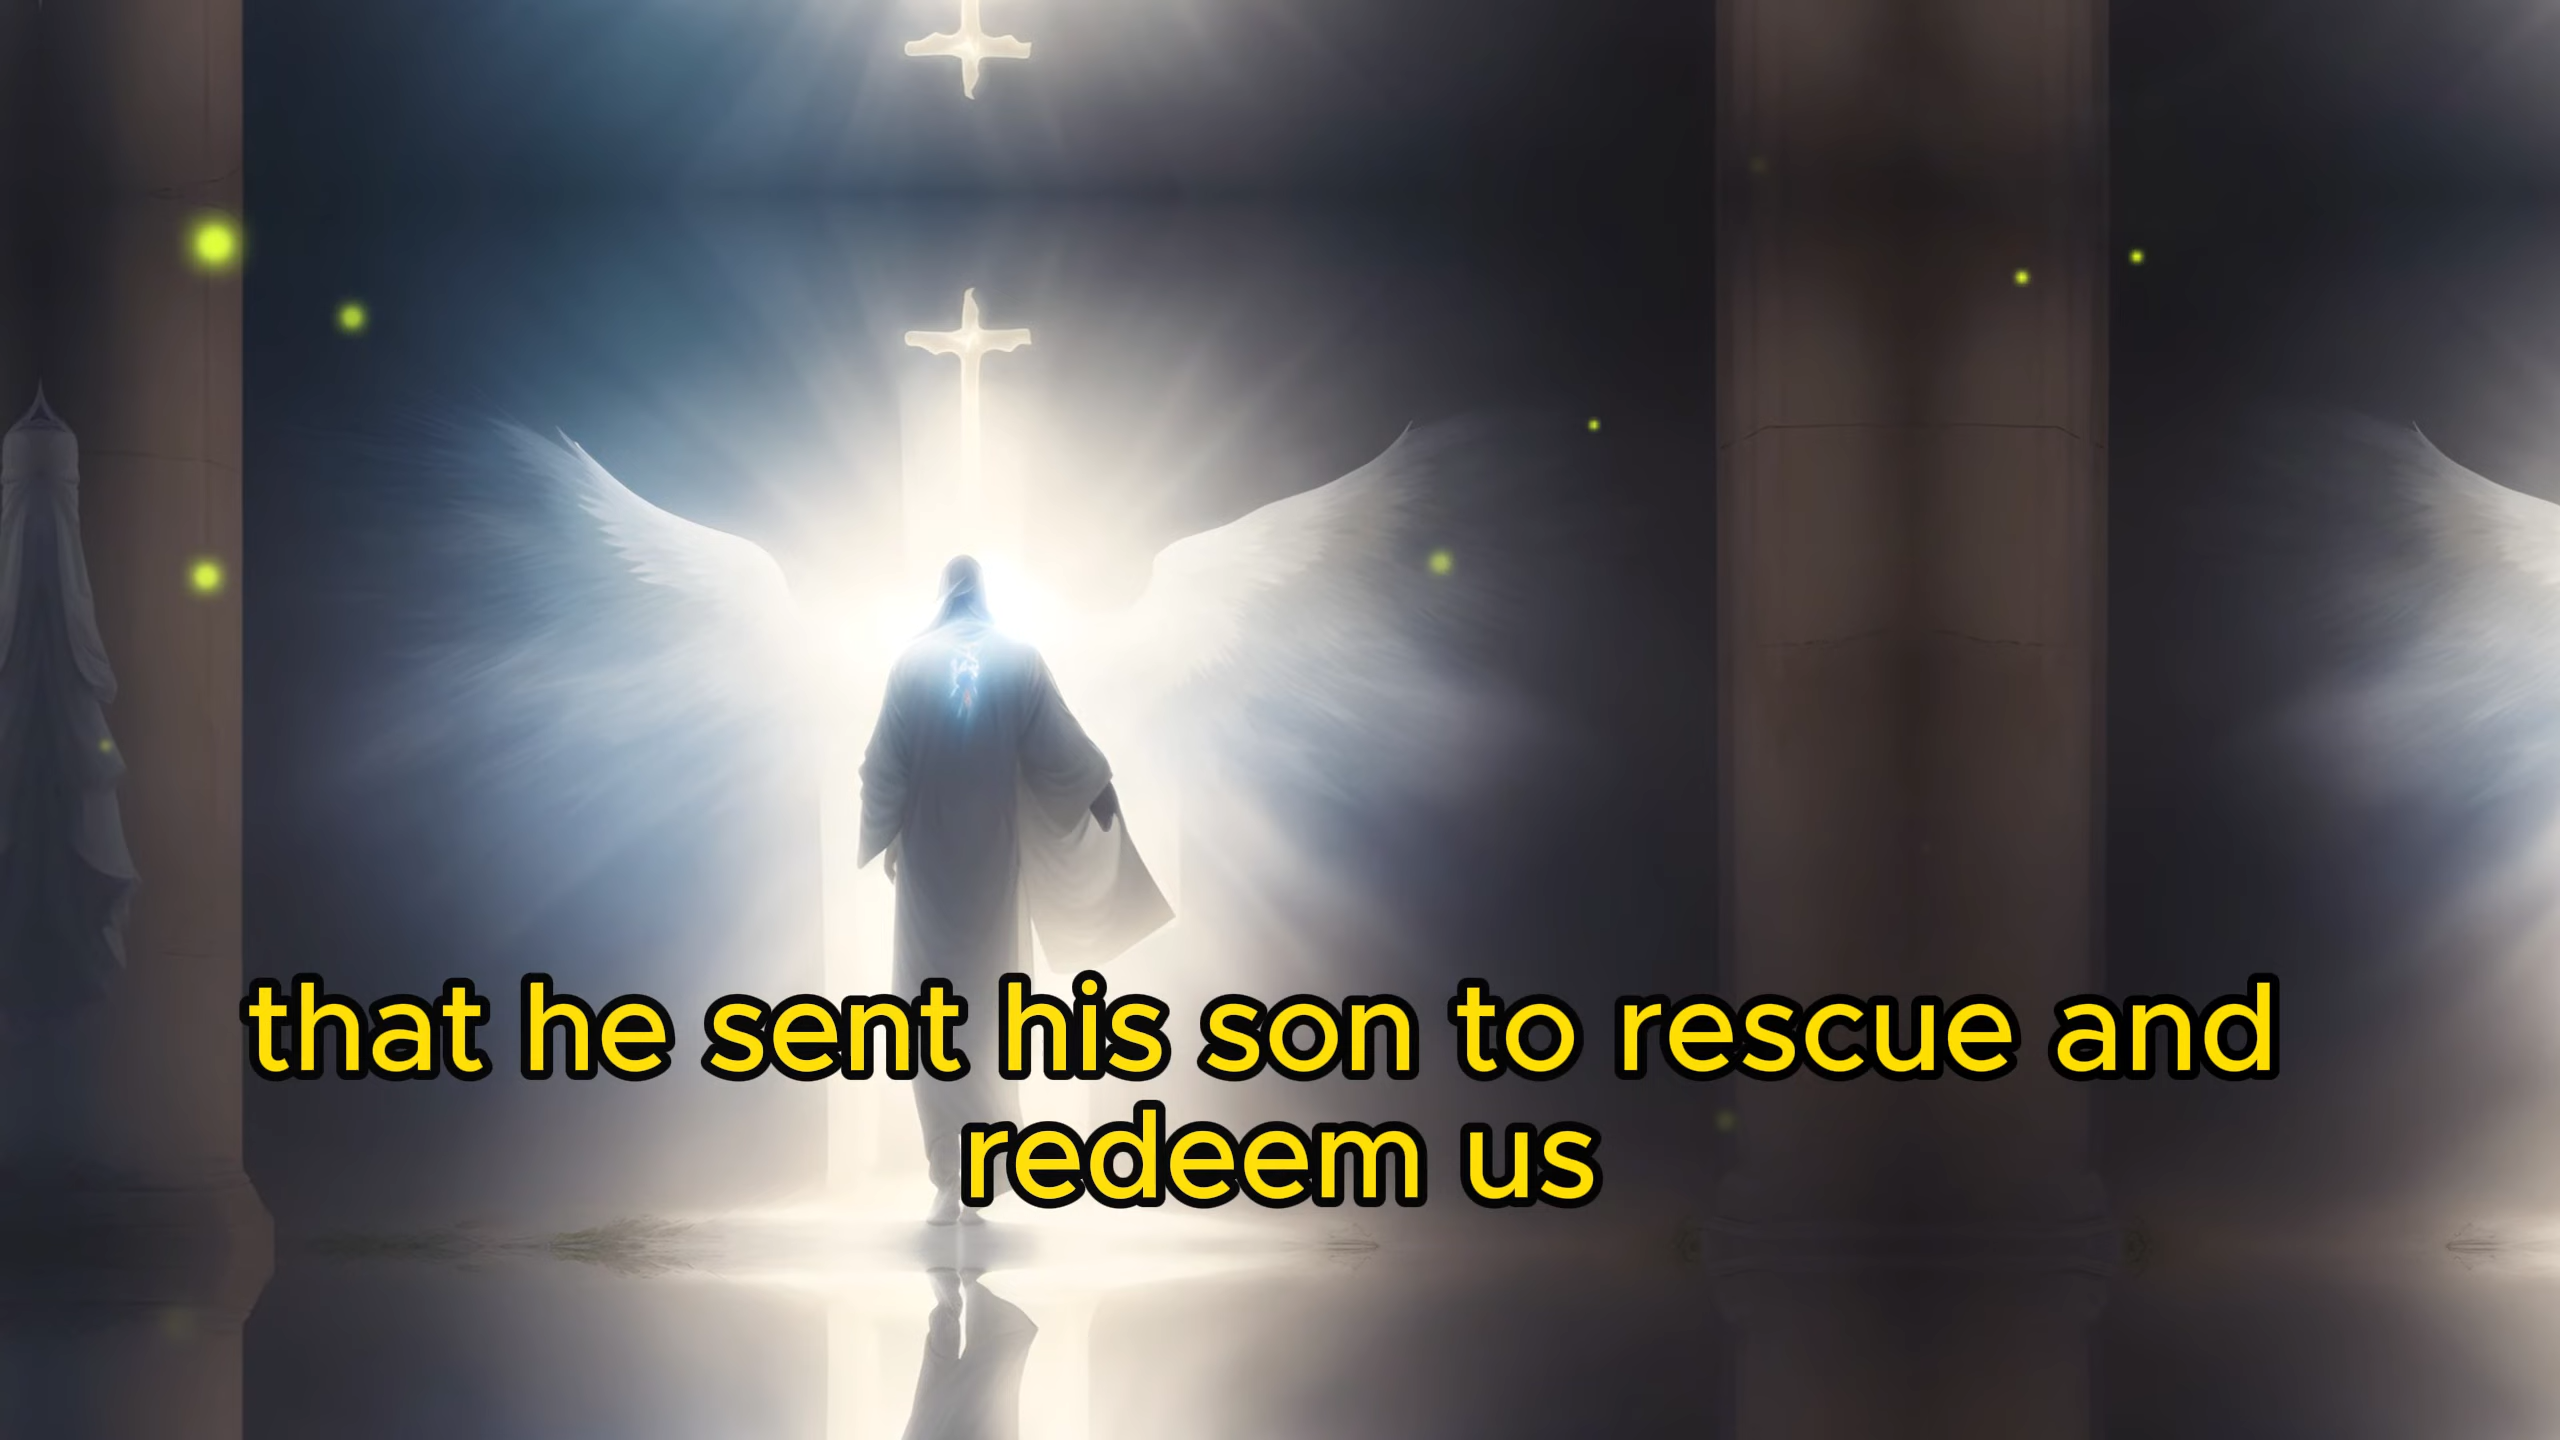 that he sent his son to rescue and
redeem us